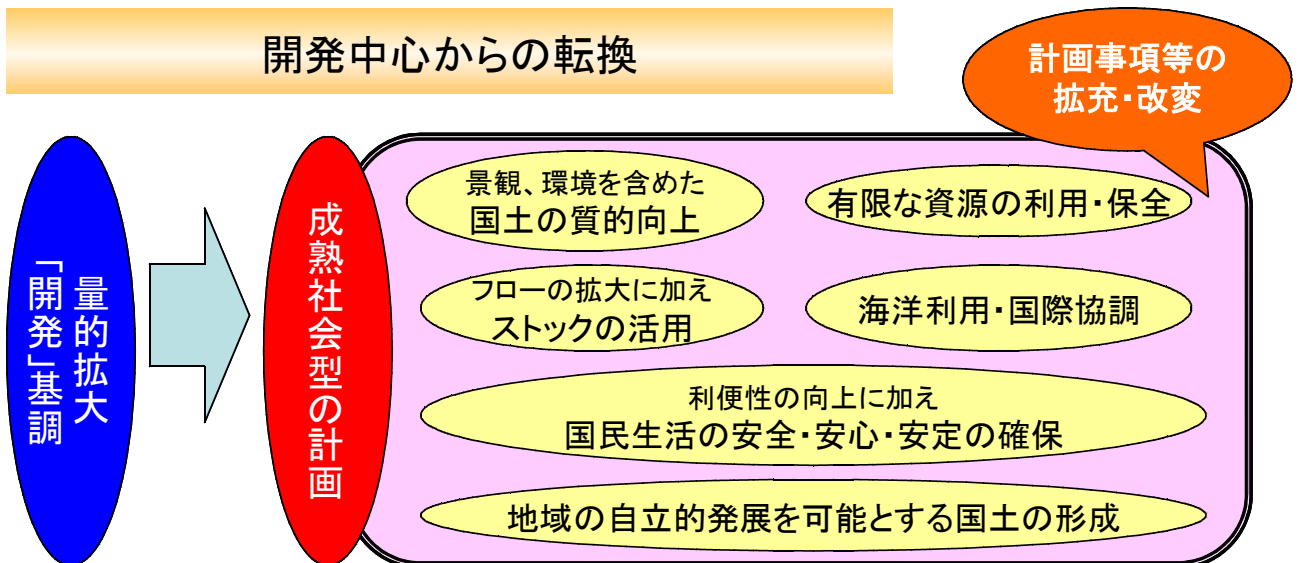 開発中心からの転換
計画事項等の
拡充・改変
量的拡大
「開発」基調
成熟社会型の計画
景観、環境を含めた
国土の質的向上
有限な資源の利用・保全
フローの拡大に加え
ストックの活用
海洋利用・国際協調
利便性の向上に加え
国民生活の安全・安心・安定の確保
地域の自立的発展を可能とする国土の形成